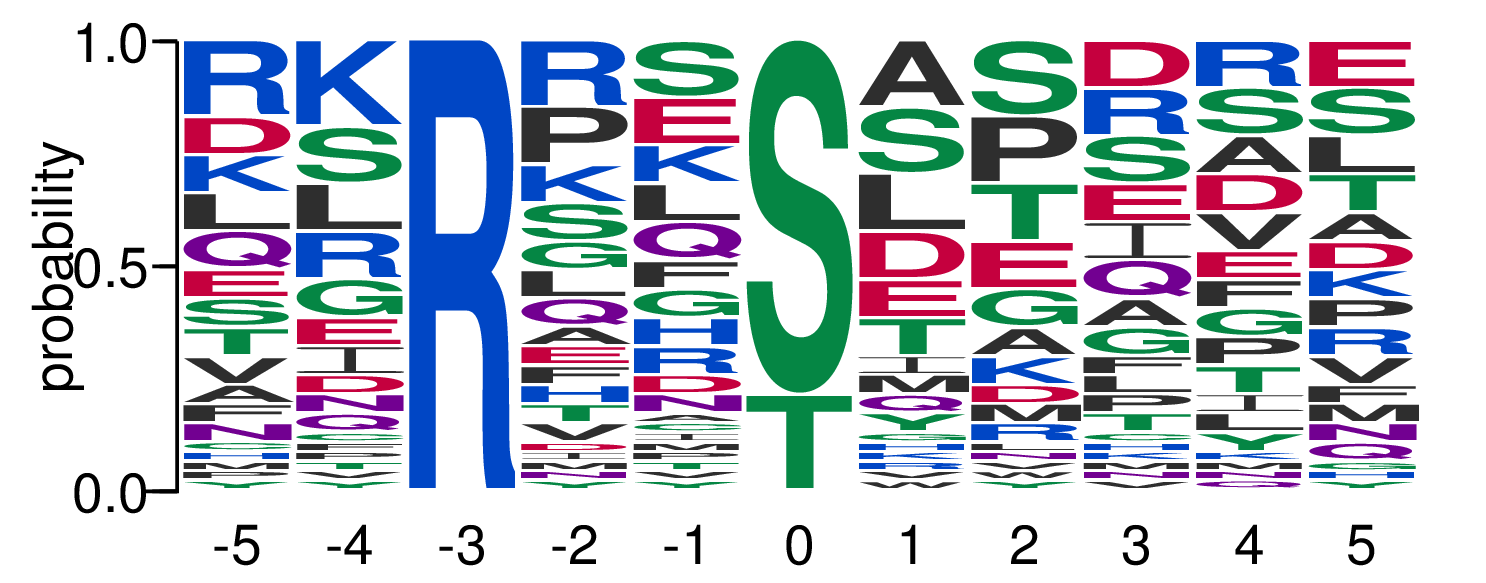 probability
1.0
0.5
0.0
R D K L Q E S T V A F N
K S L R G E I D N Q
R
R P K S G L Q A E F H T V
S E K L Q F G H R D N
S T
A S L D E T I M Q Y
S P T E G A K D M R
D R S E I Q A G F L P T
R S A D V E F G P T I L Y
E S L T A D K P R V F M N Q
-5 -4 -3 -2 -1 0 1 2 3 4 5